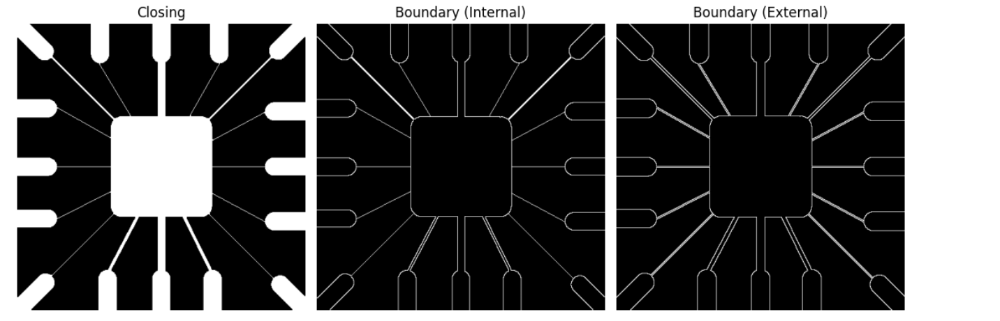 Closing
Boundary (Internal)
Boundary (External)